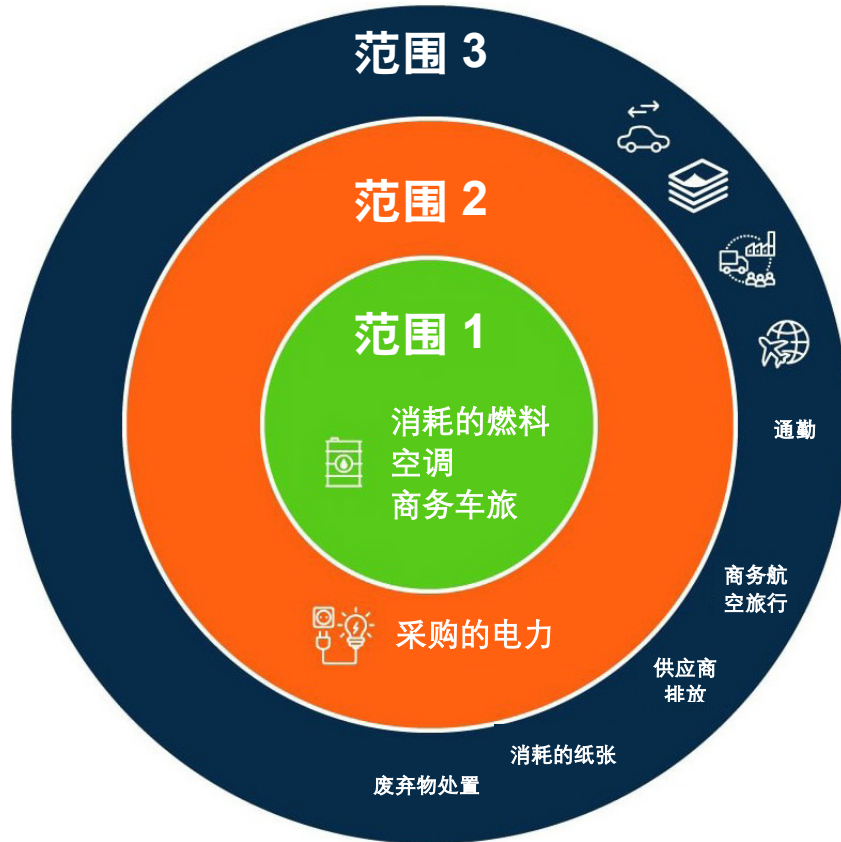 范围 3
范围 2
范围 1
消耗的燃料
空调
商务车旅
通勤
商务航
空旅行
采购的电力
供应商
排放
消耗的纸张
废弃物处置